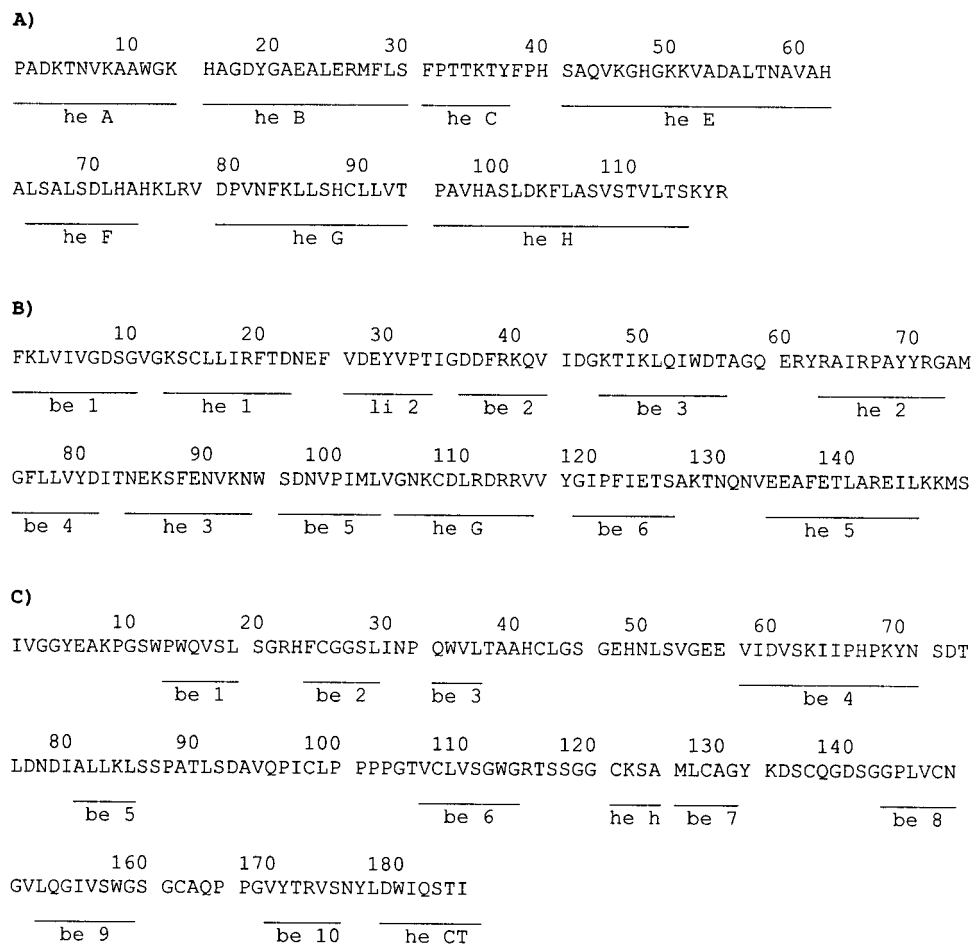 A)
10 20 30 40 50 60
PADKTNVKAAWGK HAGDYGAEALERMFLS FPTTKTYFPH SAQVKGHGKKVADALTNAVAH
he A he B he C he E
70 80 90 100 110
ALSALSDLHAHKLRV DPVNFKLLSHCLLVT PAVHASLDKFLASVSTVLTSKYR
he F he G he H
B)
10 20 30 40 50 60 70
FKLVIVGDSGVGKSCLLIRFTDNEF VDEYVPTIGDDFRKQV IDGKTIKLQIWDTAGQ ERYRAIRPAYYRGAM
be 1 he 1 li 2 be 2 be 3 he 2
80 90 100 110 120 130 140
GFLLVYDITNEKSFENVKNW SDNVPIMLVGNKCDLRDRRVV YGIPFIETSAKTNQNVEEAFETLAREILKKMS
be 4 he 3 be 5 he G be 6 he 5
C)
10 20 30 40 50 60 70
IVGGYEAKPGSWPWQVSL SGRHFCGGSLINP QWVLTAAHCLGS GEHNLSVGEE VIDVSKIIPHPKYN SDT
be 1 be 2 be 3 be 4
80 90 100 110 120 130 140
LDNDIALLKLSSPATLSDAVQPICLP PPPGTVCLVSGWGRTSSGG CKSA MLCAGY KDSCQGDSGGPLVCN
be 5 be 6 he h be 7 be 8
160 170 180
GVLQGIVSWGS GCAQP PGVYTRVSNYLDWIQSTI
be 9 be 10 he CT